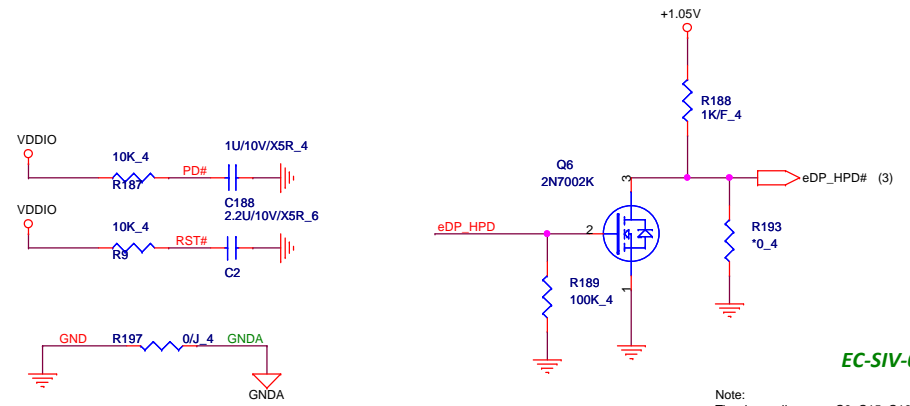 +1.05V
R188
1K/F_4
VDDIO
10K_4
R187
PD#
1U/10V/X5R_4
C188
Q6
2N7002K
3
eDP_HPD# (3)
VDDIO
10K_4
R9
RST#
2.2U/10V/X5R_6
C2
eDP_HPD
2
1
R193
*0_4
R189
100K_4
GND
R197
0/J_4
GNDA
GNDA
EC-SIV-
Note: